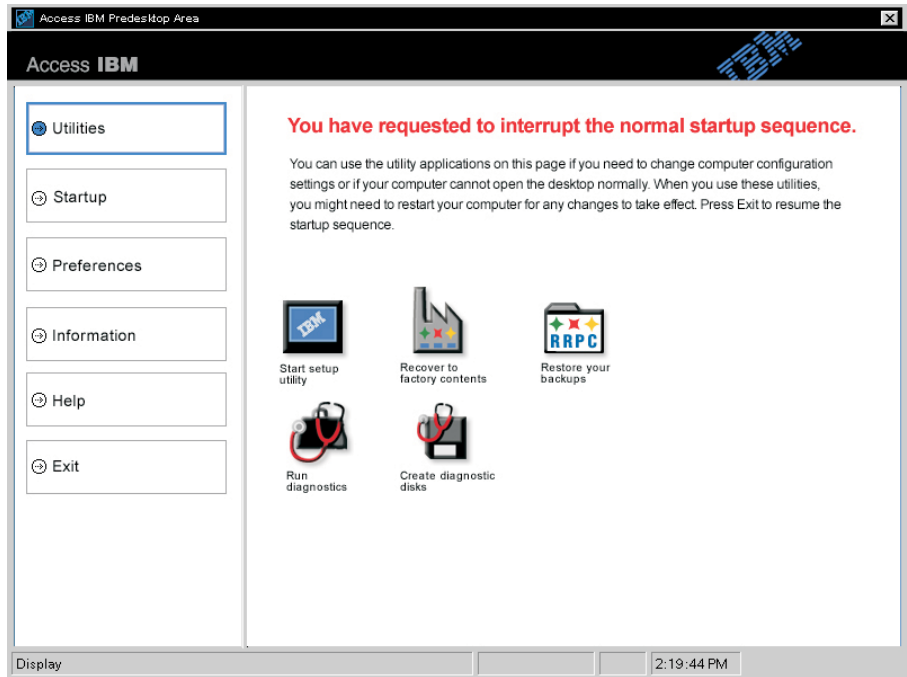 Access IBM Predesktop Area
Access IBM
IBM
Utilities
Startup
Preferences
Information
Help
Exit
You have requested to interrupt the normal startup sequence.
You can use the utility applications on this page if you need to change computer configuration
settings or if your computer cannot open the desktop normally. When you use these utilities,
you might need to restart your computer for any changes to take effect. Press Exit to resume the
startup sequence.
IBM
Start setup
utility
Recover to
factory contents
RRPC
Restore your
backups
Run
diagnostics
Create diagnostic
disks
Display
2:19:44 PM